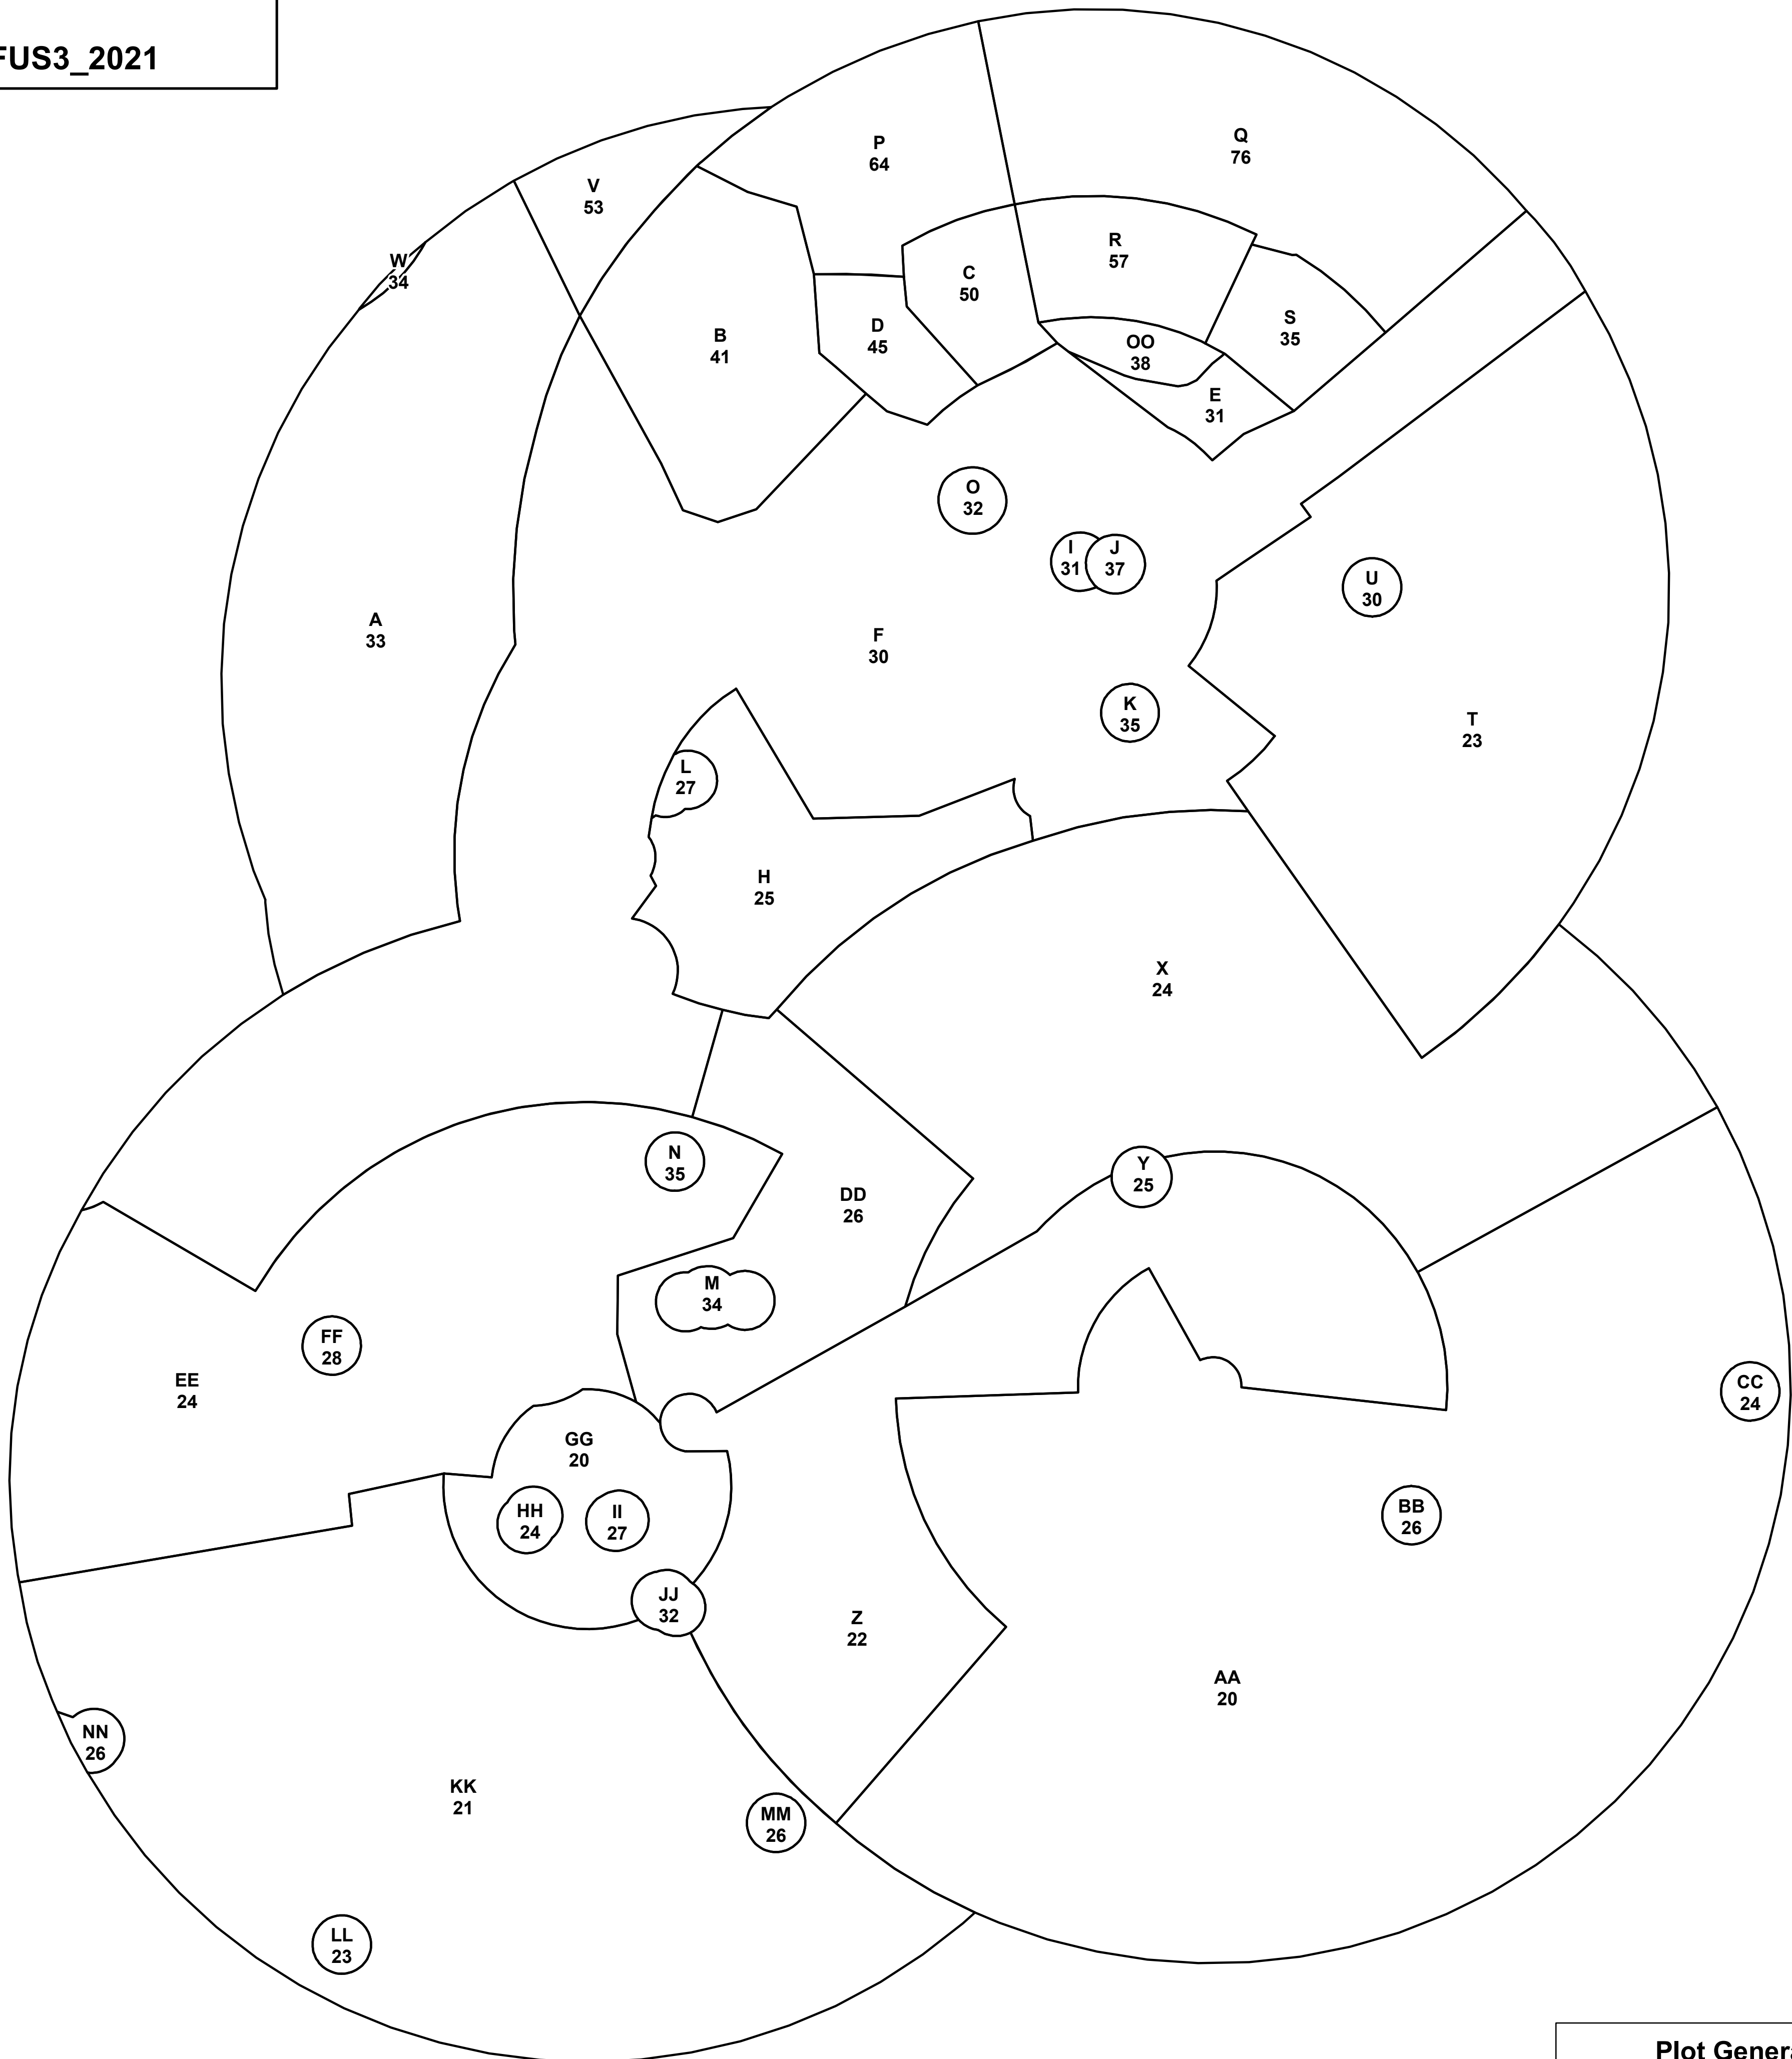 FUS3_2021
P
64
Q
76
V
53
W
34
R
57
C
50
S
35
D
45
B
41
OO
38
E
31
O
32
I
31
J
37
U
30
A
33
F
30
K
35
T
23
L
27
H
25
X
24
N
35
Y
25
DD
26
M
34
FF
28
EE
24
CC
24
GG
20
HH
24
II
27
BB
26
JJ
32
Z
22
AA
20
NN
26
KK
21
MM
26
LL
23
Plot Genera